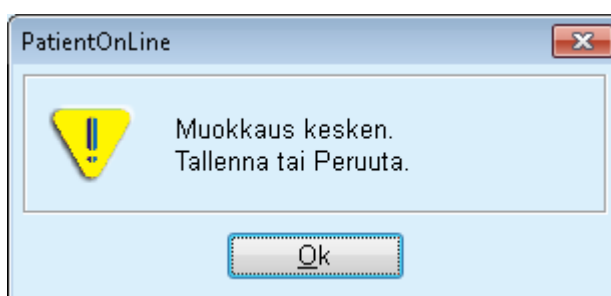 PatientOnLine
Muokkaus kesken.
Tallenna tai Peruuta.
Ok